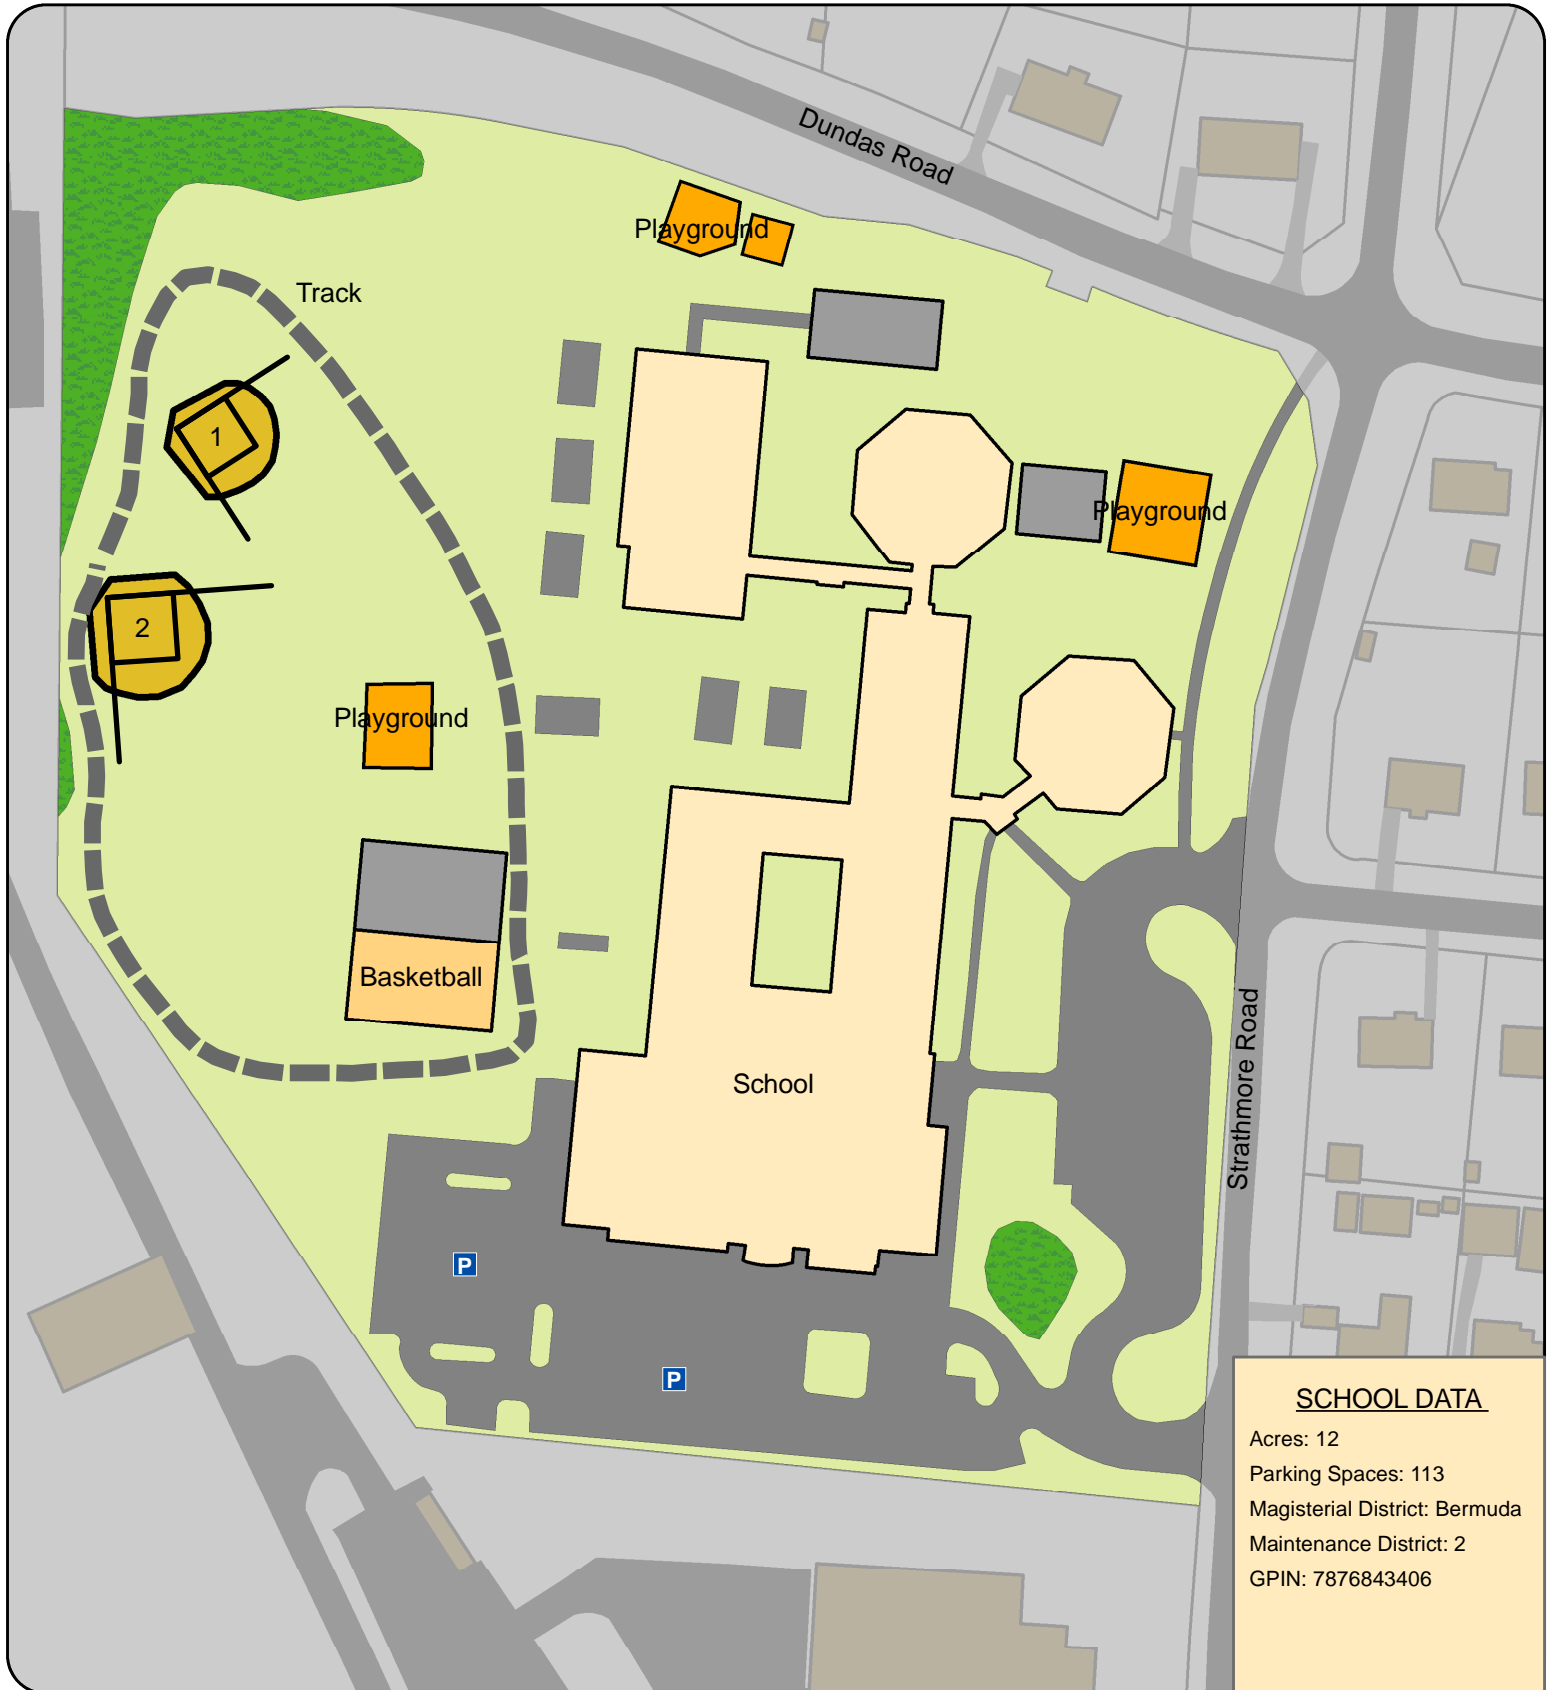 Dundas Road
Playground
Track
1
Playground
2
Playground
Basketball
School
Strathmore Road
P
P
SCHOOL DATA
Acres: 12
Parking Spaces: 113
Magisterial District: Bermuda
Maintenance District: 2
GPIN: 7876843406